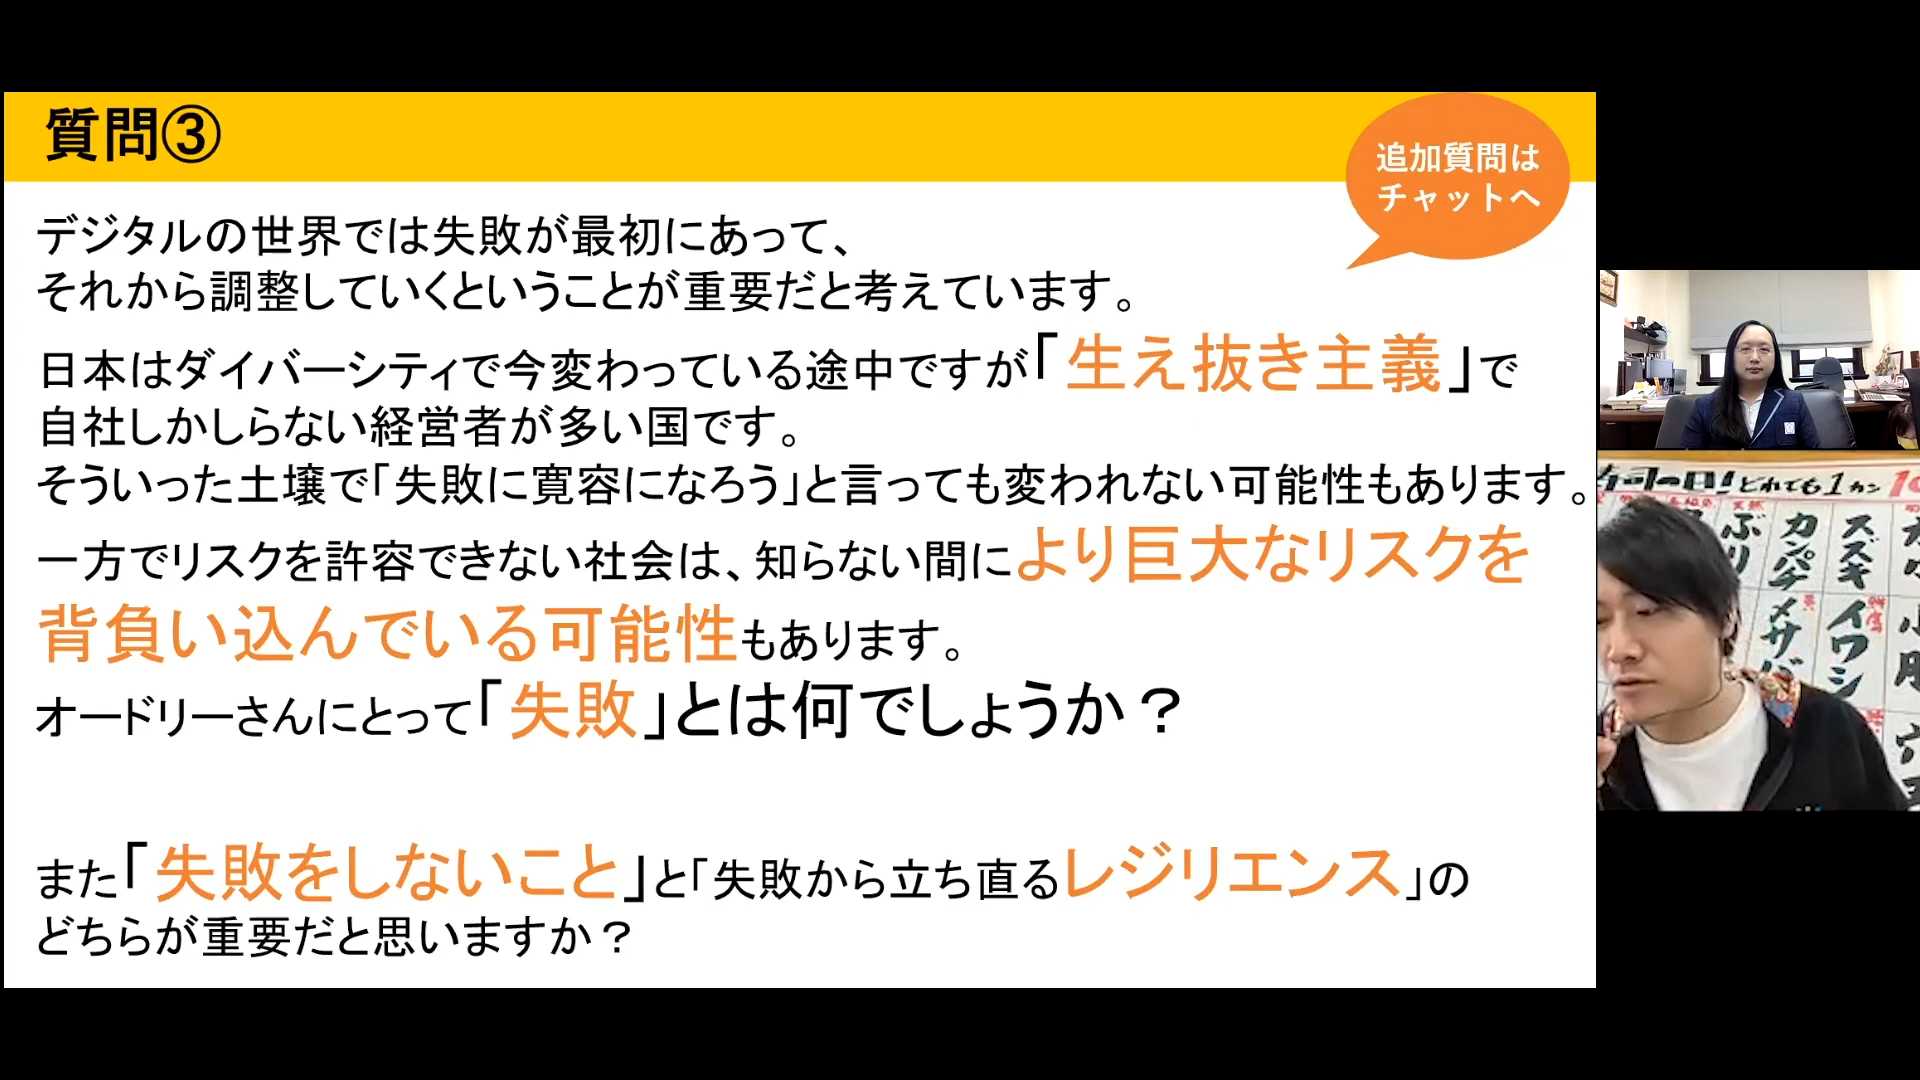 質問③
追加質問は
チャットへ
デジタルの世界では失敗が最初にあって、
それから調整していくということが重要だと考えています。
日本はダイバーシティで今変わっている途中ですが「生え抜き主義」で
自社しかしらない経営者が多い国です。
そういった土壌で「失敗に寛容になろう」と言っても変われない可能性もあります。
一方でリスクを許容できない社会は、知らない間により巨大なリスクを
背負い込んでいる可能性もあります。
オードリーさんにとって「失敗」とは何でしょうか？
また「失敗をしないこと」と「失敗から立ち直るレジリエンス」の
どちらが重要だと思いますか？
どれでも1カン
ぶり
カンパチ
スズキ
メサバ
イワシ